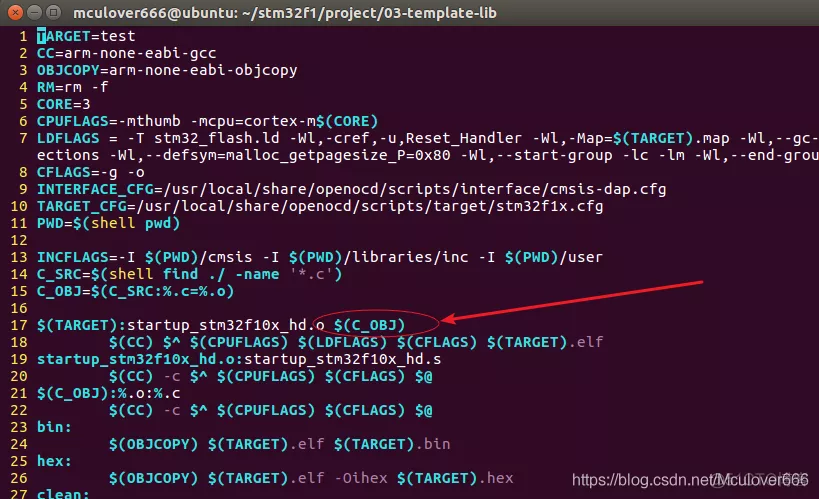 mculover666@ubuntu: ~/stm32f1/project/03-template-lib
1 TARGET=test
2 CC=arm-none-eabi-gcc
3 OBJCOPY=arm-none-eabi-objcopy
4 RM=rm -f
5 CORE=3
6 CPUFLAGS=-mthumb -mcpu=cortex-m$(CORE)
7 LDFLAGS = -T stm32_flash.ld -Wl,-cref,-u,Reset_Handler -Wl,-Map=$(TARGET).map -Wl,--gc-
ections -Wl,--defsym=malloc_getpagesize_P=0x80 -Wl,--start-group -lc -lm -Wl,--end-grou
8 CFLAGS=-g -o
9 INTERFACE_CFG=/usr/local/share/openocd/scripts/interface/cmsis-dap.cfg
10 TARGET_CFG=/usr/local/share/openocd/scripts/target/stm32f1x.cfg
11 PWD=$(shell pwd)
12
13 INCFLAGS=-I $(PWD)/cmsis -I $(PWD)/libraries/inc -I $(PWD)/user
14 C_SRC=$(shell find ./ -name '*.c')
15 C_OBJ=$(C_SRC:%.c=%.o)
16
17 $(TARGET):startup_stm32f10x_hd.o $(C_OBJ)
18 $(CC) $^ $(CPUFLAGS) $(LDFLAGS) $(CFLAGS) $(TARGET).elf
19 startup_stm32f10x_hd.o:startup_stm32f10x_hd.s
20 $(CC) -c $^ $(CPUFLAGS) $(CFLAGS) $@
21 $(C_OBJ):%.o:%.c
22 $(CC) -c $^ $(CPUFLAGS) $(CFLAGS) $@
23 bin:
24 $(OBJCOPY) $(TARGET).elf $(TARGET).bin
25 hex:
26 $(OBJCOPY) $(TARGET).elf -Oihex $(TARGET).hex
27 clean:
https://blog.csdn.net/Mculover666